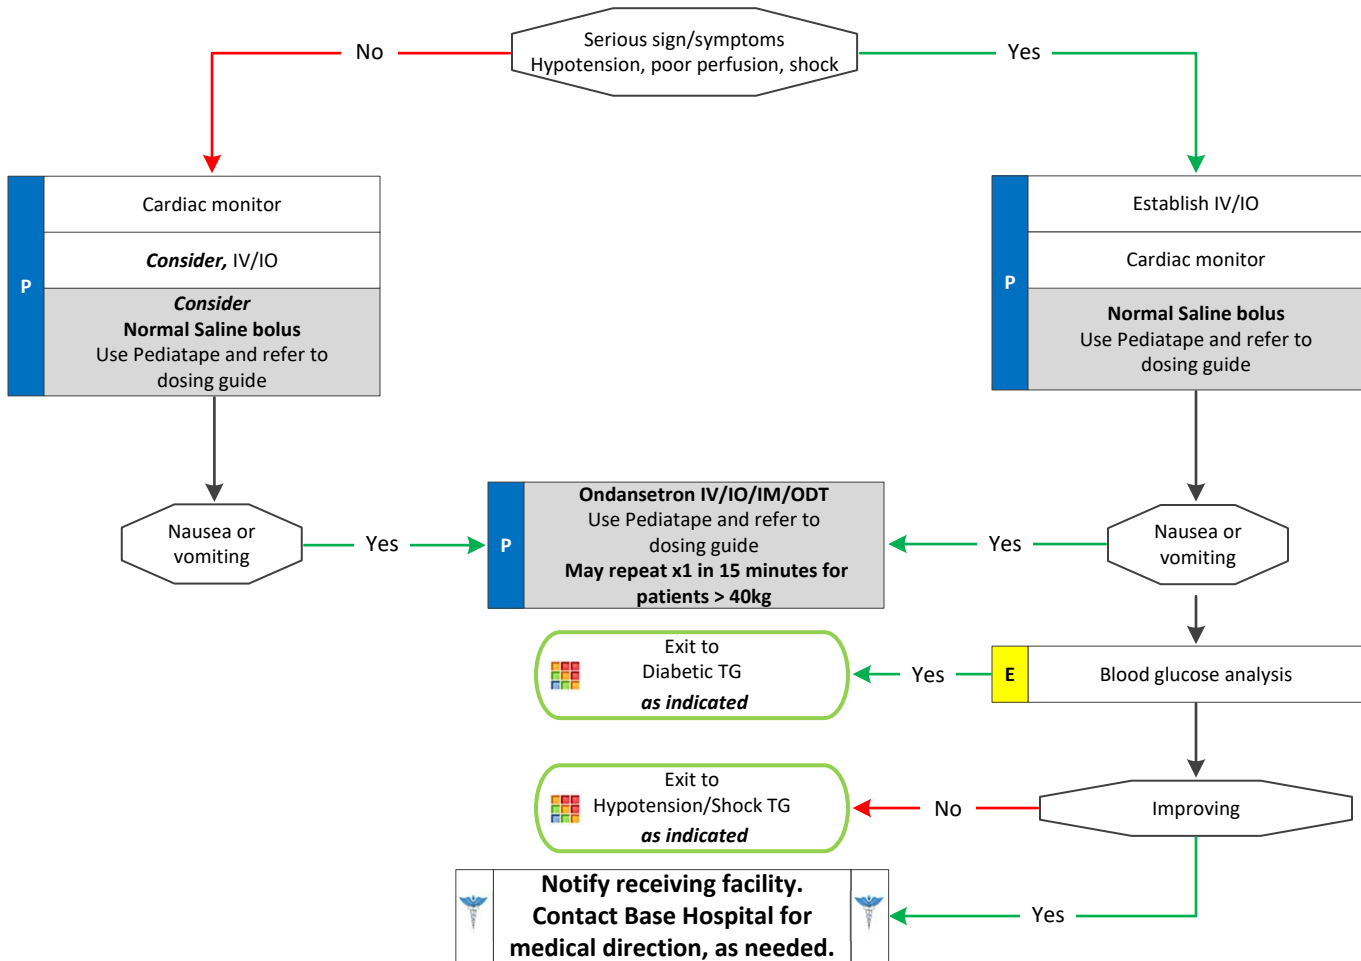 Serious sign/symptoms
Hypotension, poor perfusion, shock
No
Yes
P
Cardiac monitor
Consider, IV/IO
Consider
Normal Saline bolus
Use Pediatape and refer to
dosing guide
P
Establish IV/IO
Cardiac monitor
Normal Saline bolus
Use Pediatape and refer to
dosing guide
Nausea or
vomiting
Yes
P
Ondansetron IV/IO/IM/ODT
Use Pediatape and refer to
dosing guide
May repeat x1 in 15 minutes for
patients > 40kg
Yes
Nausea or
vomiting
Exit to
Diabetic TG
as indicated
Yes
E
Blood glucose analysis
Exit to
Hypotension/Shock TG
as indicated
No
Improving
Notify receiving facility.
Contact Base Hospital for
medical direction, as needed.
Yes